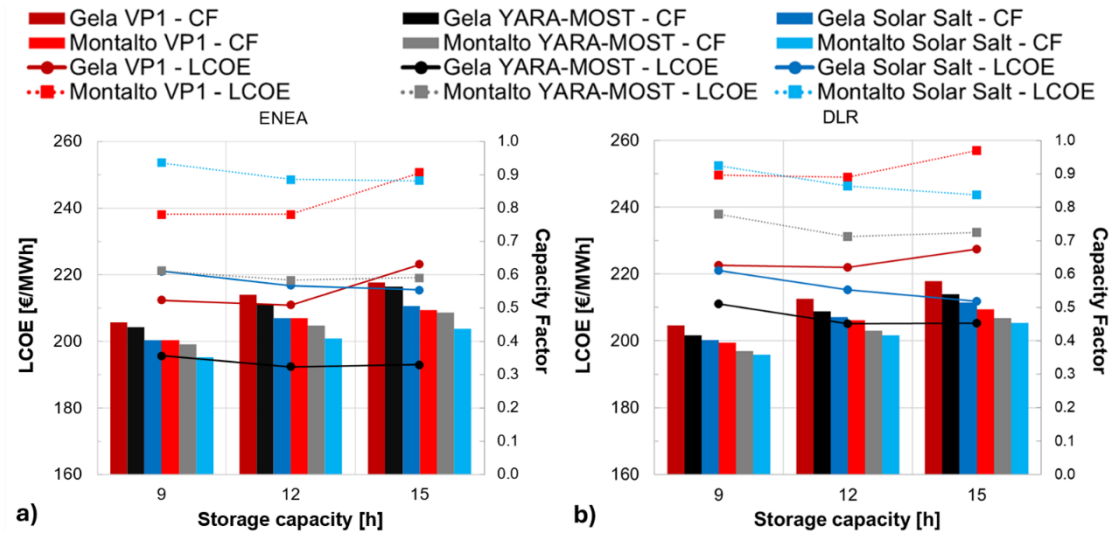 Gela VP1 - CF Gela YARA-MOST - CF Gela Solar Salt - CF
Montalto VP1 - CF Montalto YARA-MOST - CF Montalto Solar Salt - CF
Gela VP1 - LCOE Gela YARA-MOST - LCOE Gela Solar Salt - LCOE
Montalto VP1 - LCOE Montalto YARA-MOST - LCOE Montalto Solar Salt - LCOE
ENEA
260
240
220
200
180
160
LCOE [€/MWh]
1.0
0.9
0.8
0.7
0.6
0.5
0.4
0.3
0.2
0.1
0.0
Capacity Factor
9 12 15
Storage capacity [h]
a)
DLR
260
240
220
200
180
160
LCOE [€/MWh]
1.0
0.9
0.8
0.7
0.6
0.5
0.4
0.3
0.2
0.1
0.0
Capacity Factor
9 12 15
Storage capacity [h]
b)